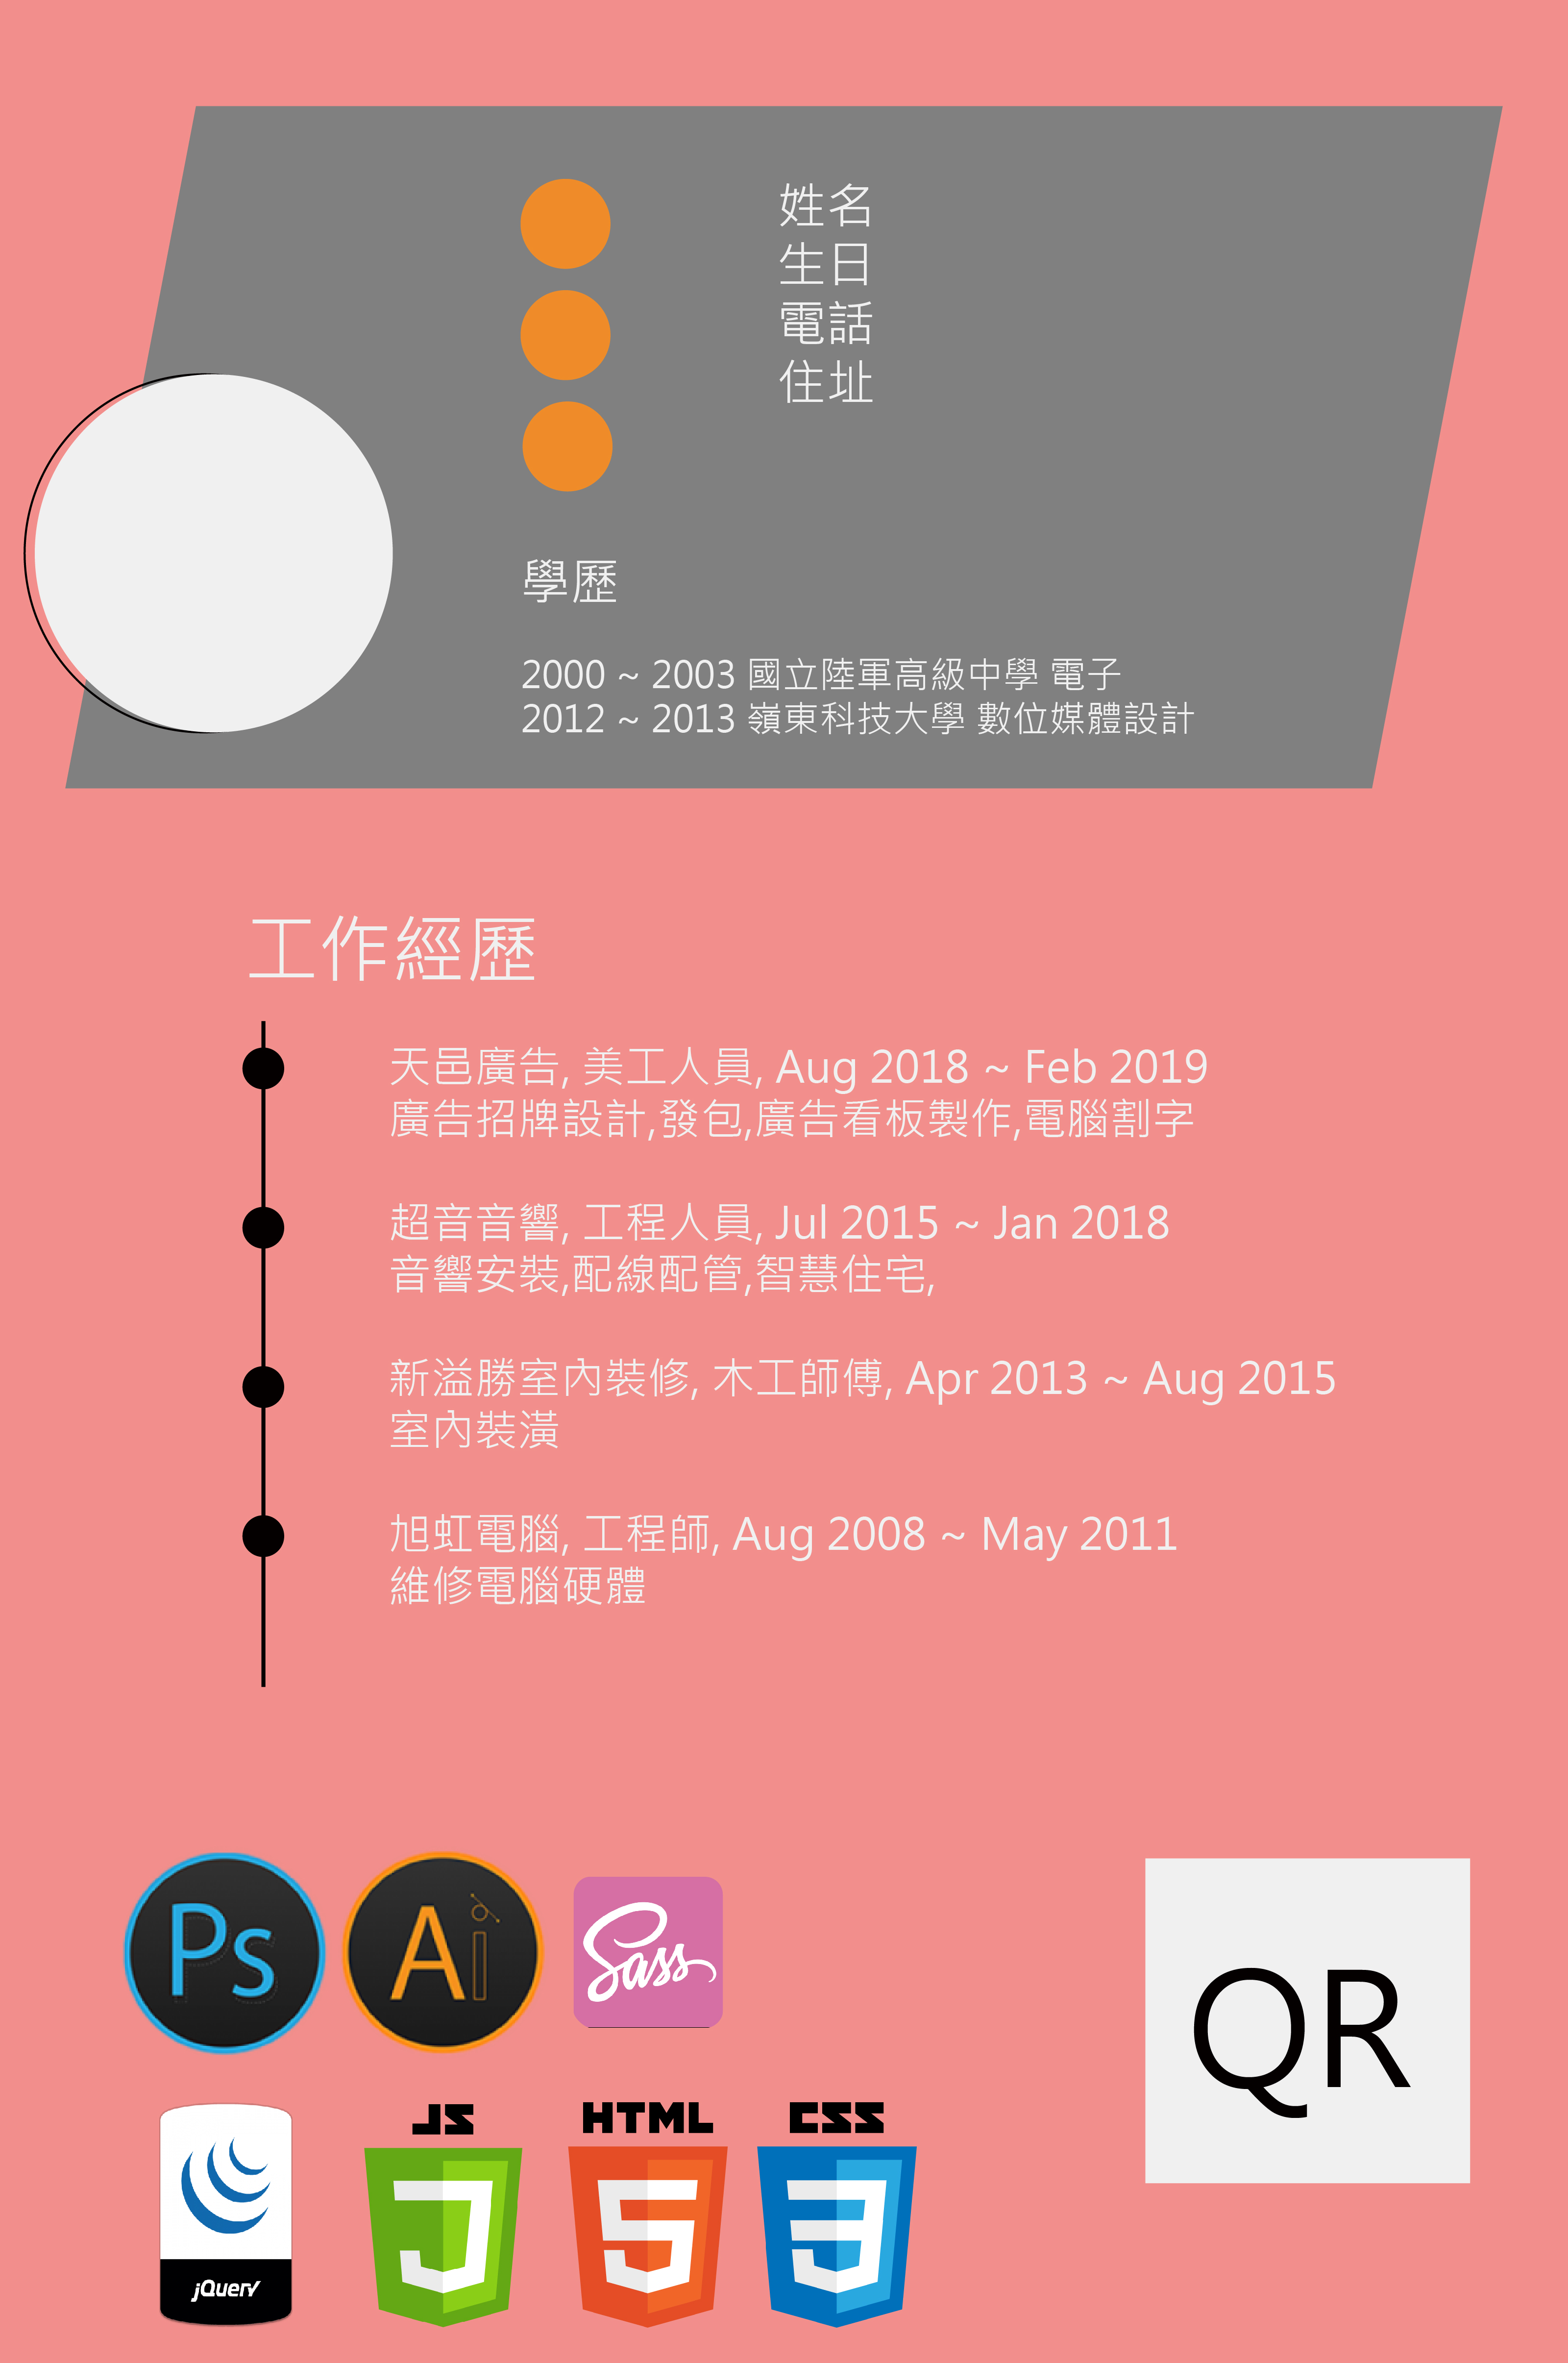 姓名
生日
電話
住址
學歷
2000 ~ 2003 國立陸軍高級中學 電子
2012 ~ 2013 嶺東科技大學 數位媒體設計
工作經歷
天邑廣告, 美工人員, Aug 2018 ~ Feb 2019
廣告招牌設計,發包,廣告看板製作,電腦割字
超音音響, 工程人員, Jul 2015 ~ Jan 2018
音響安裝,配線配管,智慧住宅,
新溢勝室內裝修, 木工師傅, Apr 2013 ~ Aug 2015
室內裝潢
旭虹電腦, 工程師, Aug 2008 ~ May 2011
維修電腦硬體
Ps
Ai
Sass
QR
jQuery
JS
HTML
5
CSS
3